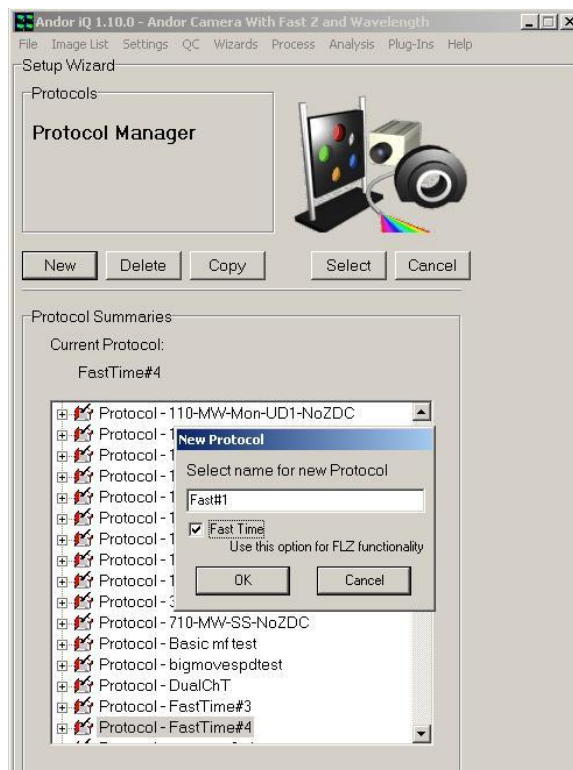 Andor iQ 1.10.0 - Andor Camera With Fast Z and Wavelength
File Image List Settings QC Wizards Process Analysis Plug-Ins Help
Setup Wizard
Protocols
Protocol Manager
New Delete Copy Select Cancel
Protocol Summaries
Current Protocol:
FastTime#4
Protocol - 110-MW-Mon-UD1-NoZDC
Protocol - 1
Protocol - 1
Protocol - 1
Protocol - 1
Protocol - 1
Protocol - 1
Protocol - 1
Protocol - 1
Protocol - 3
New Protocol
Select name for new Protocol
Fast#1
Fast Time
Use this option for FLZ functionality
OK Cancel
Protocol - 710-MW-SS-NoZDC
Protocol - Basic mf test
Protocol - bigmovespdtest
Protocol - DualChT
Protocol - FastTime#3
Protocol - FastTime#4